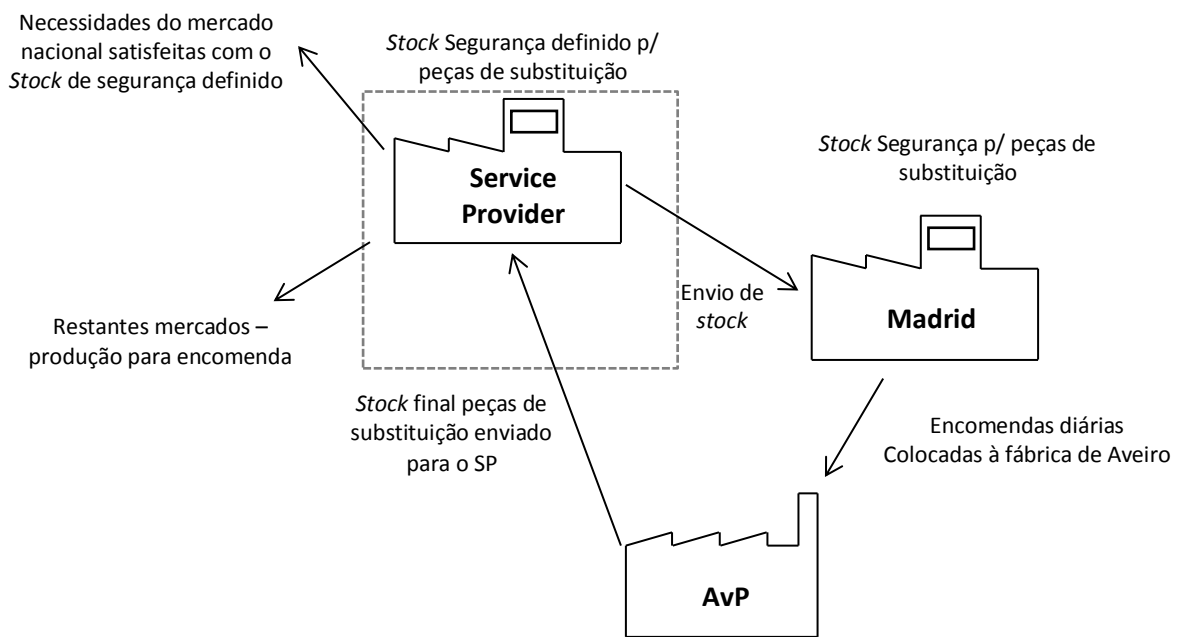 Necessidades do mercado
nacional satisfeitas com o
Stock de segurança definido
Stock Segurança definido p/
peças de substituição
Service
Provider
Stock Segurança p/ peças de
substituição
Envio de
stock
Madrid
Restantes mercados –
produção para encomenda
Stock final peças de
substituição enviado
para o SP
Encomendas diárias
Colocadas à fábrica de Aveiro
AvP